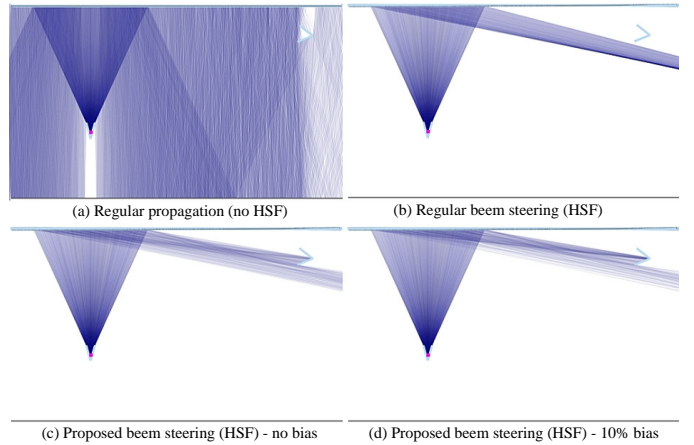 (a) Regular propagation (no HSF)
(b) Regular beem steering (HSF)
(c) Proposed beem steering (HSF) - no bias
(d) Proposed beem steering (HSF) - 10% bias